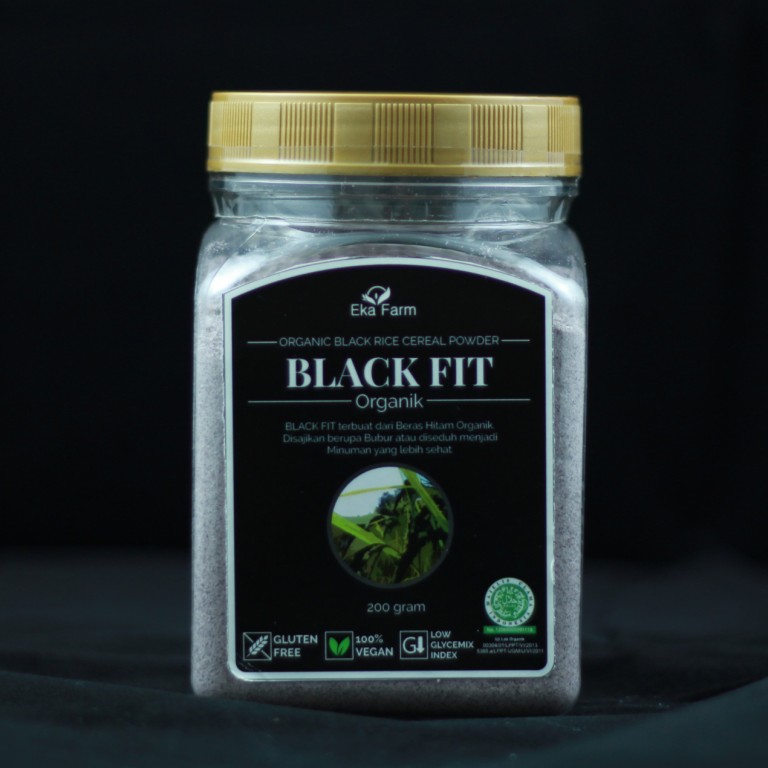 Eka Farm
ORGANIC BLACK RICE CEREAL POWDER
BLACK FIT
Organik
BLACK FIT terbuat dari Beras Hitam Organik.
Disajikan berupa Bubur atau diseduh menjadi
Minuman yang lebih sehat.
200 gram
GLUTEN
FREE
100%
VEGAN
GI
LOW
GLYCEMIX
INDEX